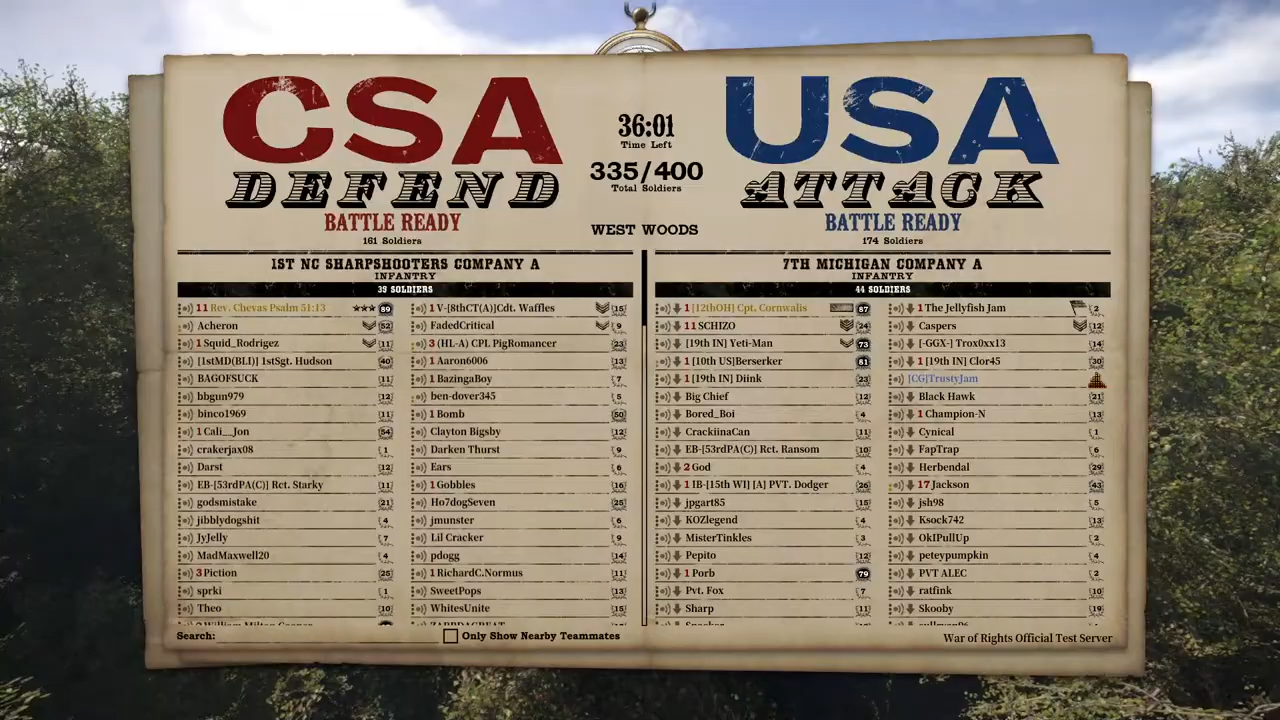 CSA
DEFEND
BATTLE READY
161 Soldiers
36:01
Time Left
335/400
Total Soldiers
WEST WOODS
USA
ATTACK
BATTLE READY
174 Soldiers
1ST NC SHARPSHOOTERS COMPANY A
INFANTRY
39 SOLDIERS
11 Rev. Chevas Psalm 51:13 89
Acheron 52
1 Squid_Rodrigez 11
[1stMD(BLI)] 1stSgt. Hudson 40
BAGOFSUCK 11
bbgun979 12
binco1969 11
1 Cali__Jon 54
crakerjax08 1
Darst 12
EB-[53rdPA(C)] Rct. Starky 11
godsmistake 21
jibblydogshit 4
JyJelly 7
MadMaxwell20 4
3 Piction 25
sprki 1
Theo 10
1 V-[8thCT(A)]Cdt. Waffles 15
FadedCritical 9
3 (HL-A) CPL PigRomancer 23
1 Aaron6006 13
1 BazingaBoy 7
ben-dover345 5
1 Bomb 50
Clayton Bigsby 12
Darken Thurst 9
Ears 6
1 Gobbles 16
Ho7dogSeven 25
jmunster 6
Lil Cracker 9
pdogg 14
1 RichardC.Normus 11
SweetPops 13
WhitesUnite 15
Search:
Only Show Nearby Teammates
7TH MICHIGAN COMPANY A
INFANTRY
44 SOLDIERS
1 [12thOH] Cpt. Cornwalis 87
11 SCHIZO 24
[19th IN] Yeti-Man 73
1 [10th US]Berserker 81
1 [19th IN] Diink 23
Big Chief 12
Bored_Boi 4
CrackiinaCan 11
EB-[53rdPA(C)] Rct. Ransom 10
2 God 4
1 IB-[15th WI] [A] PVT. Dodger 26
jpgart85 15
KOZlegend 4
MisterTinkles 3
Pepito 12
1 Porb 79
Pvt. Fox 7
Sharp 11
1 The Jellyfish Jam 2
Caspers 12
[-GGX-] Trox0xx13 14
1 [19th IN] Clor45 30
[CG]TrustyJam
Black Hawk 21
1 Champion-N 13
Cynical 1
FapTrap 6
Herbendal 29
17 Jackson 43
jsh98 5
Ksock742 13
OkIPullUp 2
peteypumpkin 4
PVT ALEC 2
ratfink 10
Skooby 19
War of Rights Official Test Server